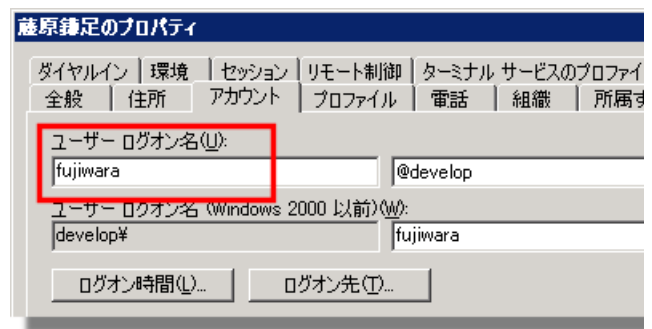 藤原鎌足のプロパティ
ダイヤルイン 環境 セッション リモート制御 ターミナル サービスのプロファイ
全般 住所 アカウント プロファイル 電話 組織 所属す
ユーザー ログオン名(U):
fujiwara @develop
ユーザー ログオン名 (Windows 2000 以前)(W):
develop¥ fujiwara
ログオン時間(L)... ログオン先(T)...